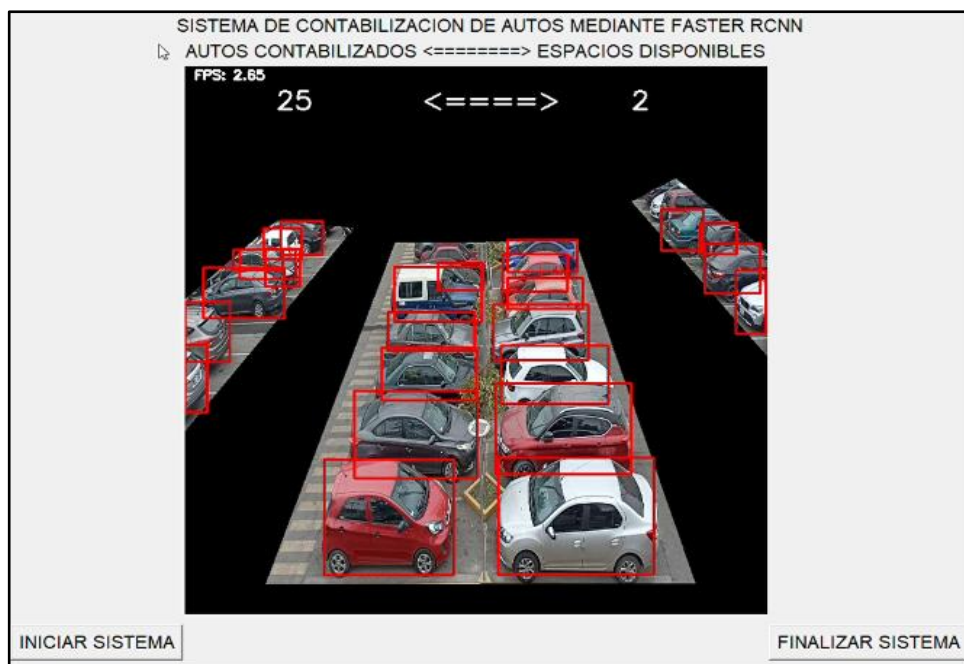 SISTEMA DE CONTABILIZACION DE AUTOS MEDIANTE FASTER RCNN
AUTOS CONTABILIZADOS <========> ESPACIOS DISPONIBLES
FPS: 2.65
25 <====> 2
INICIAR SISTEMA
FINALIZAR SISTEMA